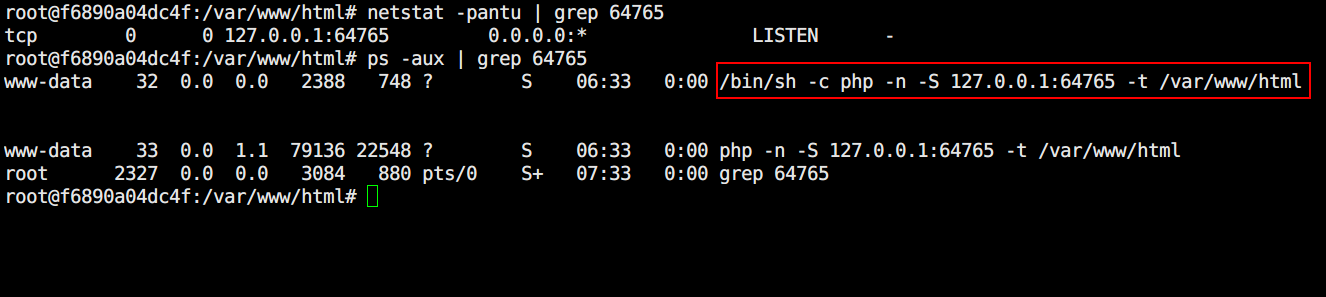 root@f6890a04dc4f:/var/www/html# netstat -pantu | grep 64765
tcp        0      0 127.0.0.1:64765         0.0.0.0:*               LISTEN      -
root@f6890a04dc4f:/var/www/html# ps -aux | grep 64765
www-data    32  0.0  0.0   2388   748 ?        S    06:33   0:00 /bin/sh -c php -n -S 127.0.0.1:64765 -t /var/www/html
www-data    33  0.0  1.1  79136 22548 ?        S    06:33   0:00 php -n -S 127.0.0.1:64765 -t /var/www/html
root      2327  0.0  0.0   3084   880 pts/0    S+   07:33   0:00 grep 64765
root@f6890a04dc4f:/var/www/html#